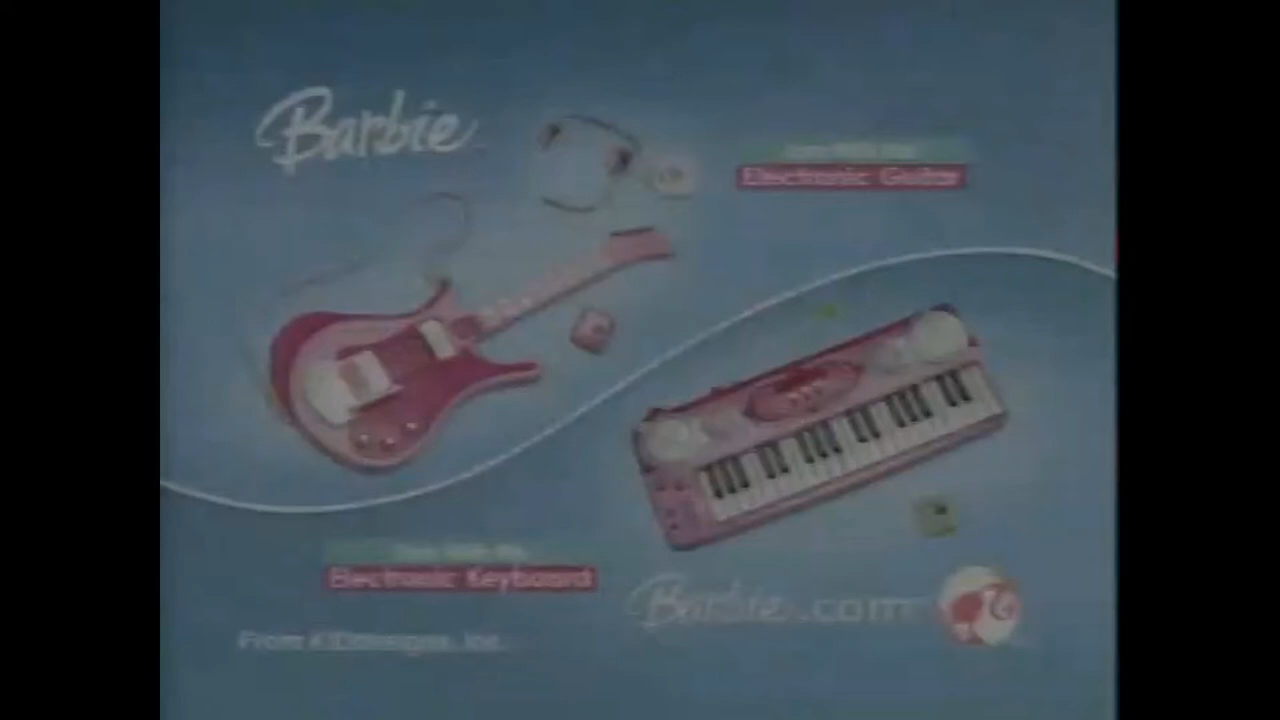 Barbie
Electronic Guitar
Electronic Keyboard
Barbie.com
From KIDdesigns, Inc.